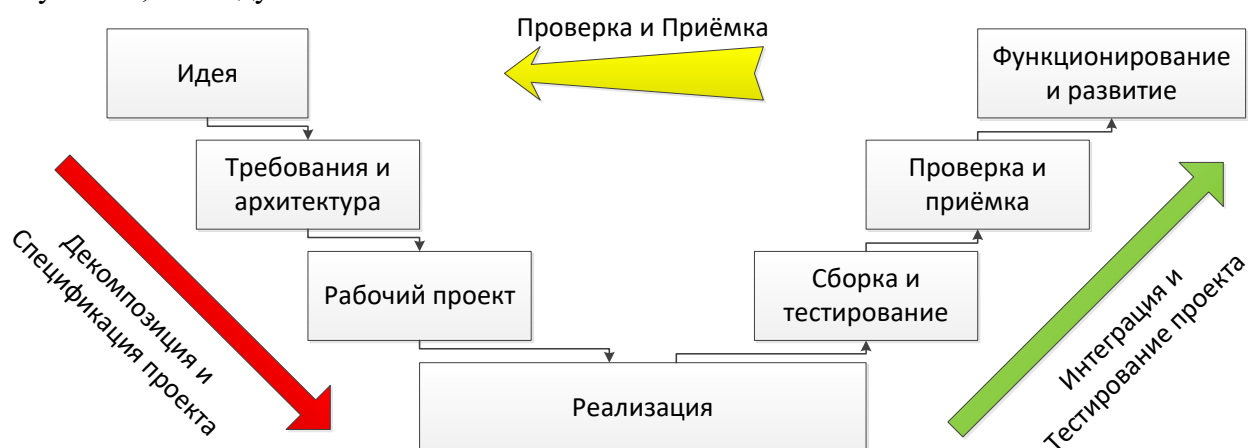 Проверка и Приёмка
Идея
Функционирование
и развитие
Требования и
архитектура
Проверка и
приёмка
Декомпозиция и
Спецификация проекта
Рабочий проект
Сборка и
тестирование
Интеграция и
Тестирование проекта
Реализация